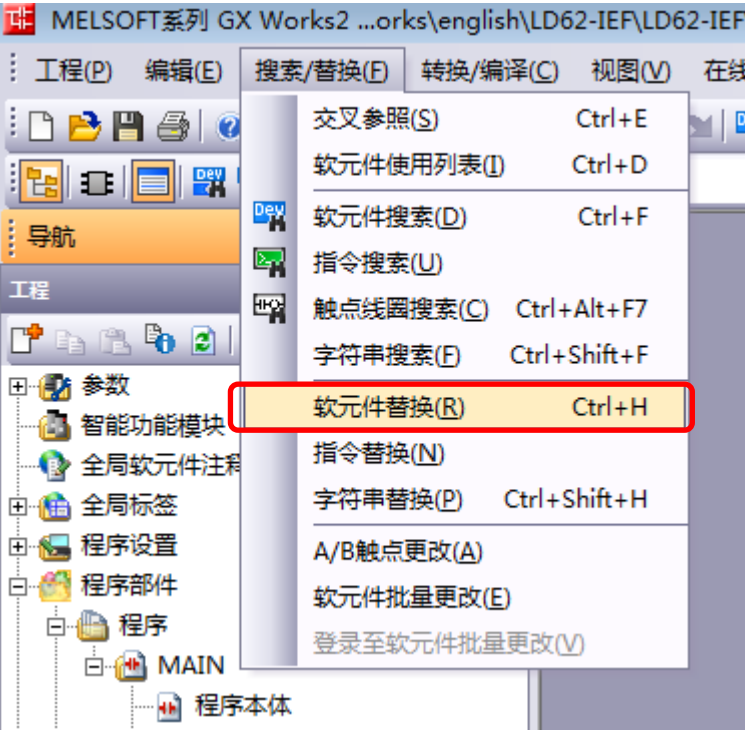 MELSOFT系列 GX Works2 ...orks\english\LD62-IEF\LD62-IEF
工程(P) 编辑(E) 搜索/替换(F) 转换/编译(C) 视图(V) 在线
交叉参照(S) Ctrl+E
软元件使用列表(I) Ctrl+D
软元件搜索(D) Ctrl+F
指令搜索(U)
触点线圈搜索(C) Ctrl+Alt+F7
字符串搜索(F) Ctrl+Shift+F
软元件替换(R) Ctrl+H
指令替换(N)
字符串替换(P) Ctrl+Shift+H
A/B触点更改(A)
软元件批量更改(E)
登录至软元件批量更改(V)
Dev
Dev
导航
工程
参数
智能功能模块
全局软元件注释
全局标签
程序设置
程序部件
程序
MAIN
程序本体